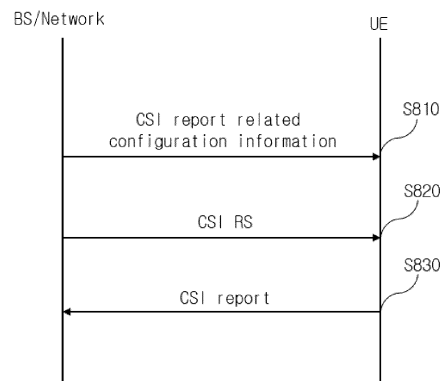 BS/Network
UE
CSI report related
configuration information
S810
CSI RS
S820
CSI report
S830